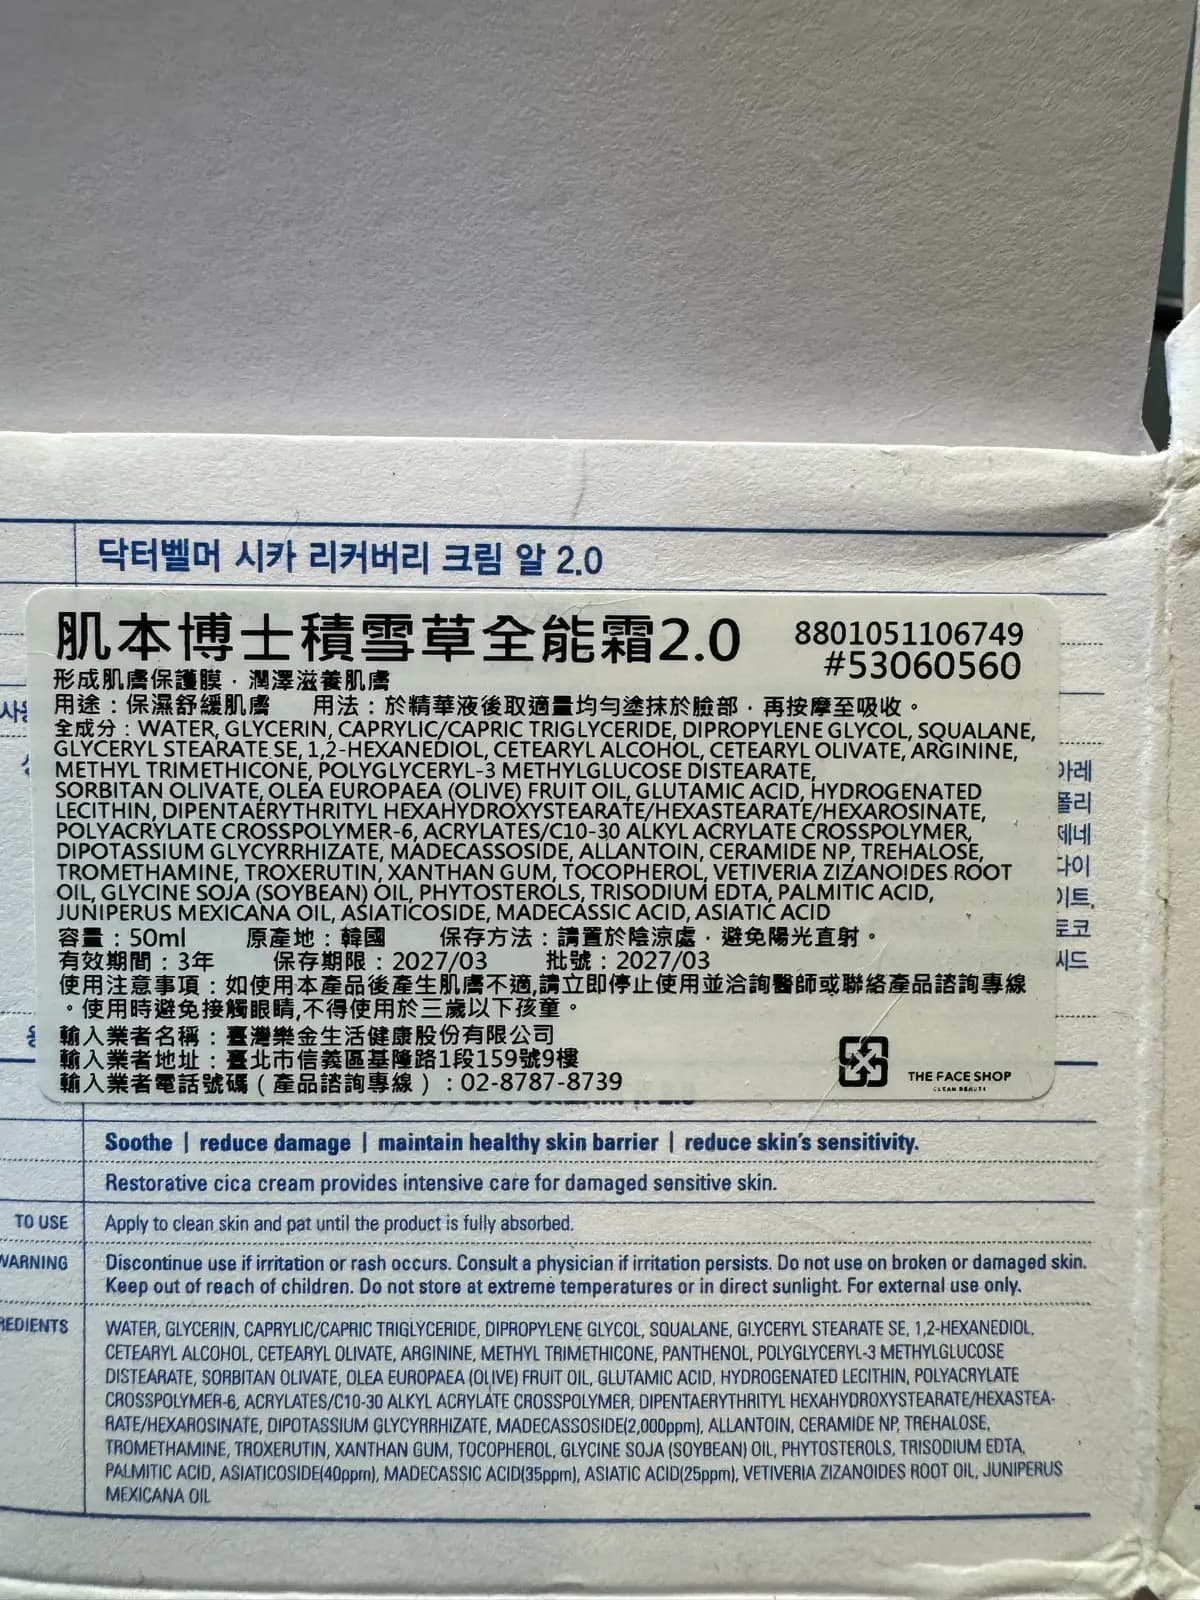 닥터벨머 시카 리커버리 크림 알 2.0
肌本博士積雪草全能霜2.0
8801051106749
#53060560
形成肌膚保護膜，潤澤滋養肌膚
用途：保濕舒緩肌膚 用法：於精華液後取適量均勻塗抹於臉部，再按摩至吸收。
全成分：WATER, GLYCERIN, CAPRYLIC/CAPRIC TRIGLYCERIDE, DIPROPYLENE GLYCOL, SQUALANE,
GLYCERYL STEARATE SE, 1,2-HEXANEDIOL, CETEARYL ALCOHOL, CETEARYL OLIVATE, ARGININE,
METHYL TRIMETHICONE, POLYGLYCERYL-3 METHYLGLUCOSE DISTEARATE,
SORBITAN OLIVATE, OLEA EUROPAEA (OLIVE) FRUIT OIL, GLUTAMIC ACID, HYDROGENATED
LECITHIN, DIPENTAERYTHRITYL HEXAHYDROXYSTEARATE/HEXASTEARATE/HEXAROSINATE,
POLYACRYLATE CROSSPOLYMER-6, ACRYLATES/C10-30 ALKYL ACRYLATE CROSSPOLYMER,
DIPOTASSIUM GLYCYRRHIZATE, MADECASSOSIDE, ALLANTOIN, CERAMIDE NP, TREHALOSE,
TROMETHAMINE, TROXERUTIN, XANTHAN GUM, TOCOPHEROL, VETIVERIA ZIZANOIDES ROOT
OIL, GLYCINE SOJA (SOYBEAN) OIL, PHYTOSTEROLS, TRISODIUM EDTA, PALMITIC ACID,
JUNIPERUS MEXICANA OIL, ASIATICOSIDE, MADECASSIC ACID, ASIATIC ACID
容量：50ml 原產地：韓國 保存方法：請置於陰涼處，避免陽光直射。
有效期間：3年 保存期限：2027/03 批號：2027/03
使用注意事項：如使用本產品後產生肌膚不適,請立即停止使用並洽詢醫師或聯絡產品諮詢專線
。使用時避免接觸眼睛,不得使用於三歲以下孩童。
輸入業者名稱：臺灣樂金生活健康股份有限公司
輸入業者地址：臺北市信義區基隆路1段159號9樓
輸入業者電話號碼（產品諮詢專線）：02-8787-8739
THE FACE SHOP
CLEAN BEAUTY
아레
폴리
제네
다이
이트,
토코
씨드
Soothe | reduce damage | maintain healthy skin barrier | reduce skin's sensitivity.
Restorative cica cream provides intensive care for damaged sensitive skin.
TO USE Apply to clean skin and pat until the product is fully absorbed.
WARNING Discontinue use if irritation or rash occurs. Consult a physician if irritation persists. Do not use on broken or damaged skin.
Keep out of reach of children. Do not store at extreme temperatures or in direct sunlight. For external use only.
REDIENTS WATER, GLYCERIN, CAPRYLIC/CAPRIC TRIGLYCERIDE, DIPROPYLENE GLYCOL, SQUALANE, GLYCERYL STEARATE SE, 1,2-HEXANEDIOL,
CETEARYL ALCOHOL, CETEARYL OLIVATE, ARGININE, METHYL TRIMETHICONE, PANTHENOL, POLYGLYCERYL-3 METHYLGLUCOSE
DISTEARATE, SORBITAN OLIVATE, OLEA EUROPAEA (OLIVE) FRUIT OIL, GLUTAMIC ACID, HYDROGENATED LECITHIN, POLYACRYLATE
CROSSPOLYMER-6, ACRYLATES/C10-30 ALKYL ACRYLATE CROSSPOLYMER, DIPENTAERYTHRITYL HEXAHYDROXYSTEARATE/HEXASTEA-
RATE/HEXAROSINATE, DIPOTASSIUM GLYCYRRHIZATE, MADECASSOSIDE(2,000ppm), ALLANTOIN, CERAMIDE NP, TREHALOSE,
TROMETHAMINE, TROXERUTIN, XANTHAN GUM, TOCOPHEROL, GLYCINE SOJA (SOYBEAN) OIL, PHYTOSTEROLS, TRISODIUM EDTA,
PALMITIC ACID, ASIATICOSIDE(40ppm), MADECASSIC ACID(35ppm), ASIATIC ACID(25ppm), VETIVERIA ZIZANOIDES ROOT OIL, JUNIPERUS
MEXICANA OIL